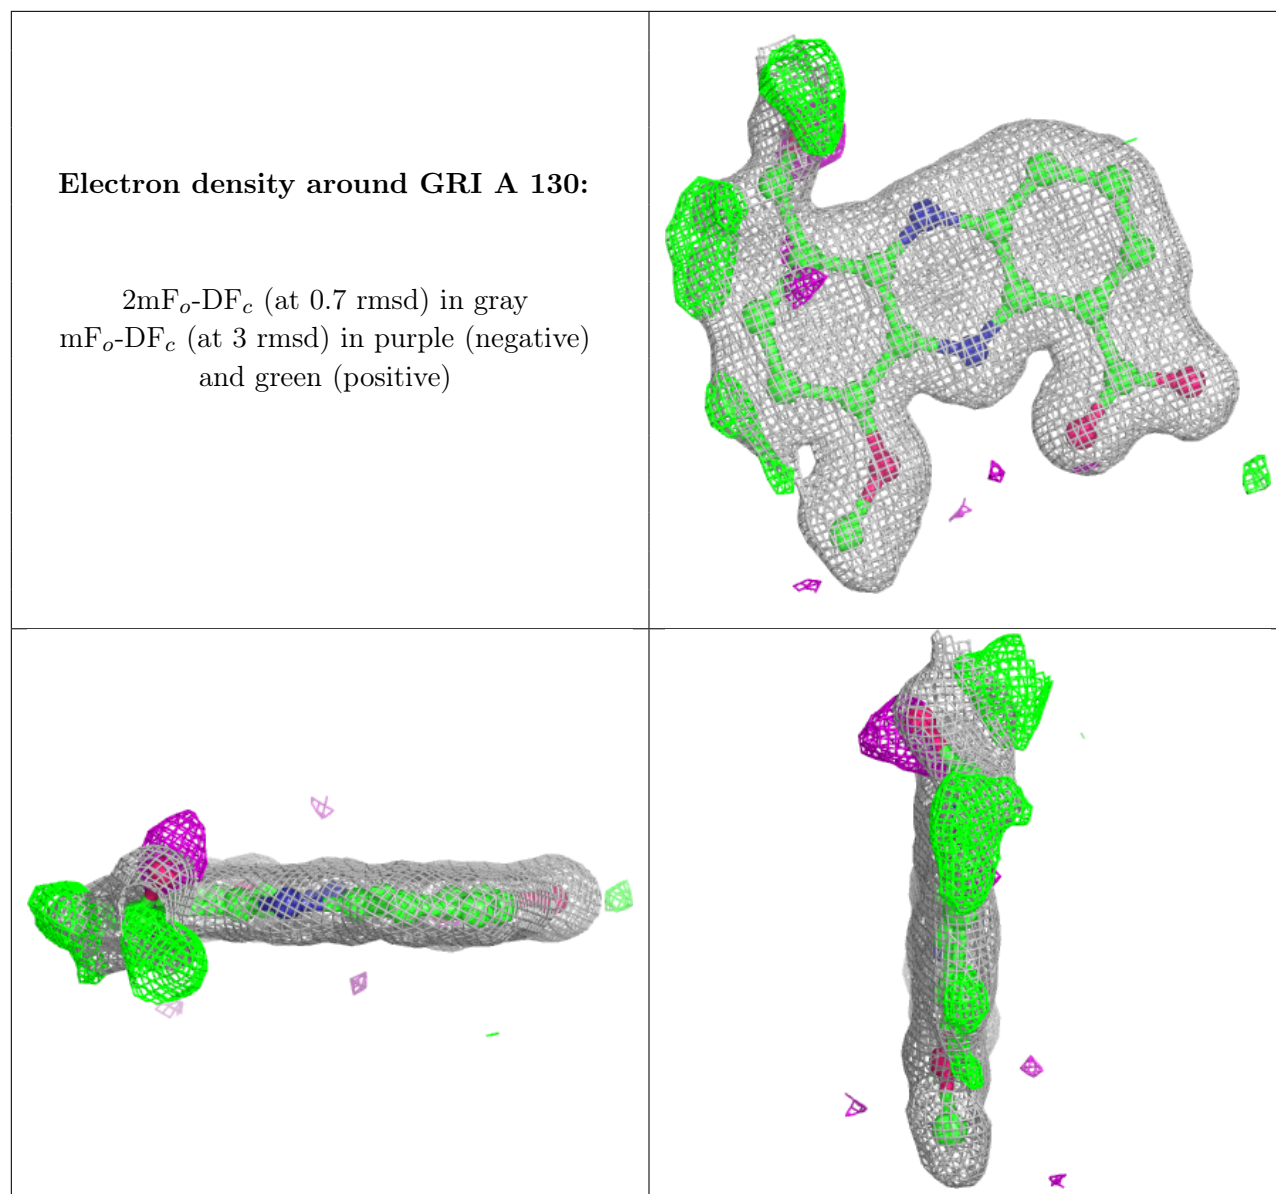 Electron density around GRI A 130:
2mFo-DFc (at 0.7 rmsd) in gray
mFo-DFc (at 3 rmsd) in purple (negative)
and green (positive)